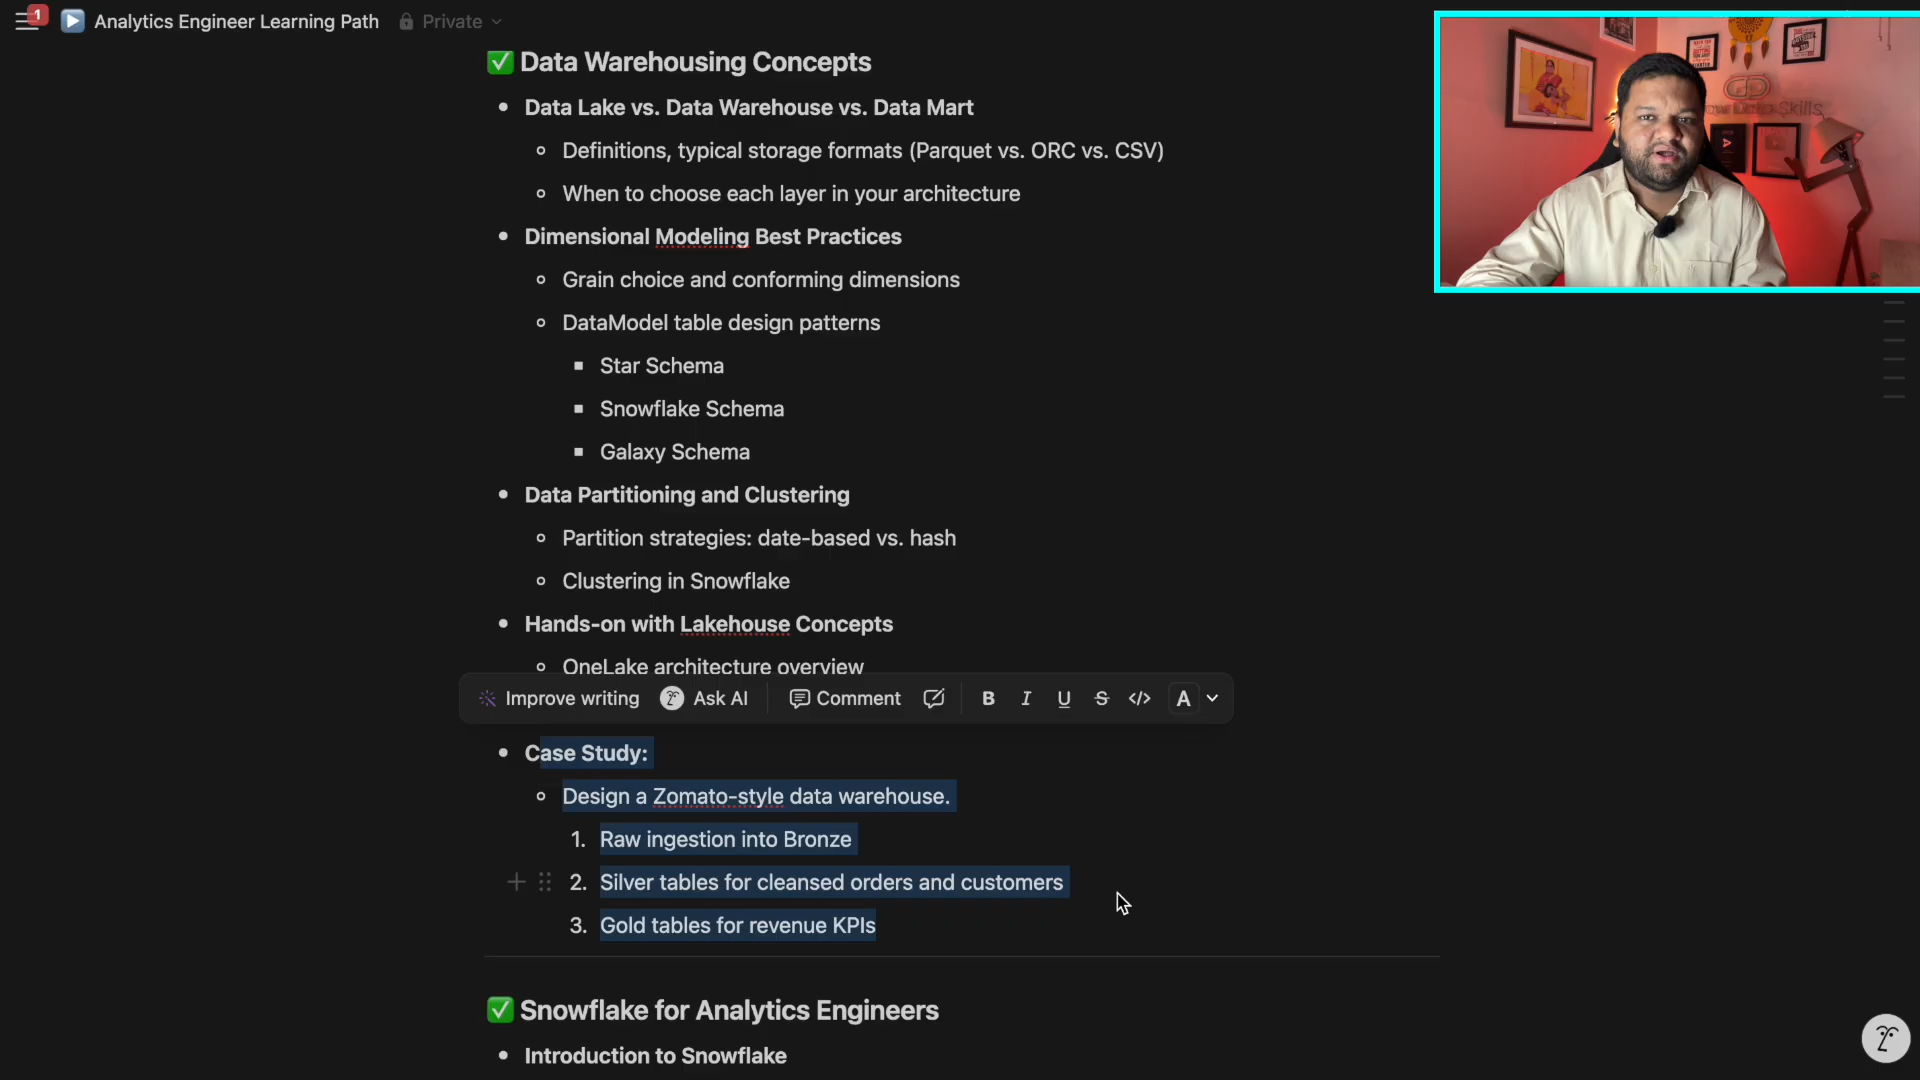 1
Analytics Engineer Learning Path
Private
✅ Data Warehousing Concepts
• Data Lake vs. Data Warehouse vs. Data Mart
Definitions, typical storage formats (Parquet vs. ORC vs. CSV)
When to choose each layer in your architecture
• Dimensional Modeling Best Practices
Grain choice and conforming dimensions
DataModel table design patterns
Star Schema
Snowflake Schema
Galaxy Schema
• Data Partitioning and Clustering
Partition strategies: date-based vs. hash
Clustering in Snowflake
• Hands-on with Lakehouse Concepts
OneLake architecture overview
Improve writing Ask AI Comment B I U S </> A
• Case Study:
Design a Zomato-style data warehouse.
1. Raw ingestion into Bronze
2. Silver tables for cleansed orders and customers
3. Gold tables for revenue KPIs
✅ Snowflake for Analytics Engineers
• Introduction to Snowflake